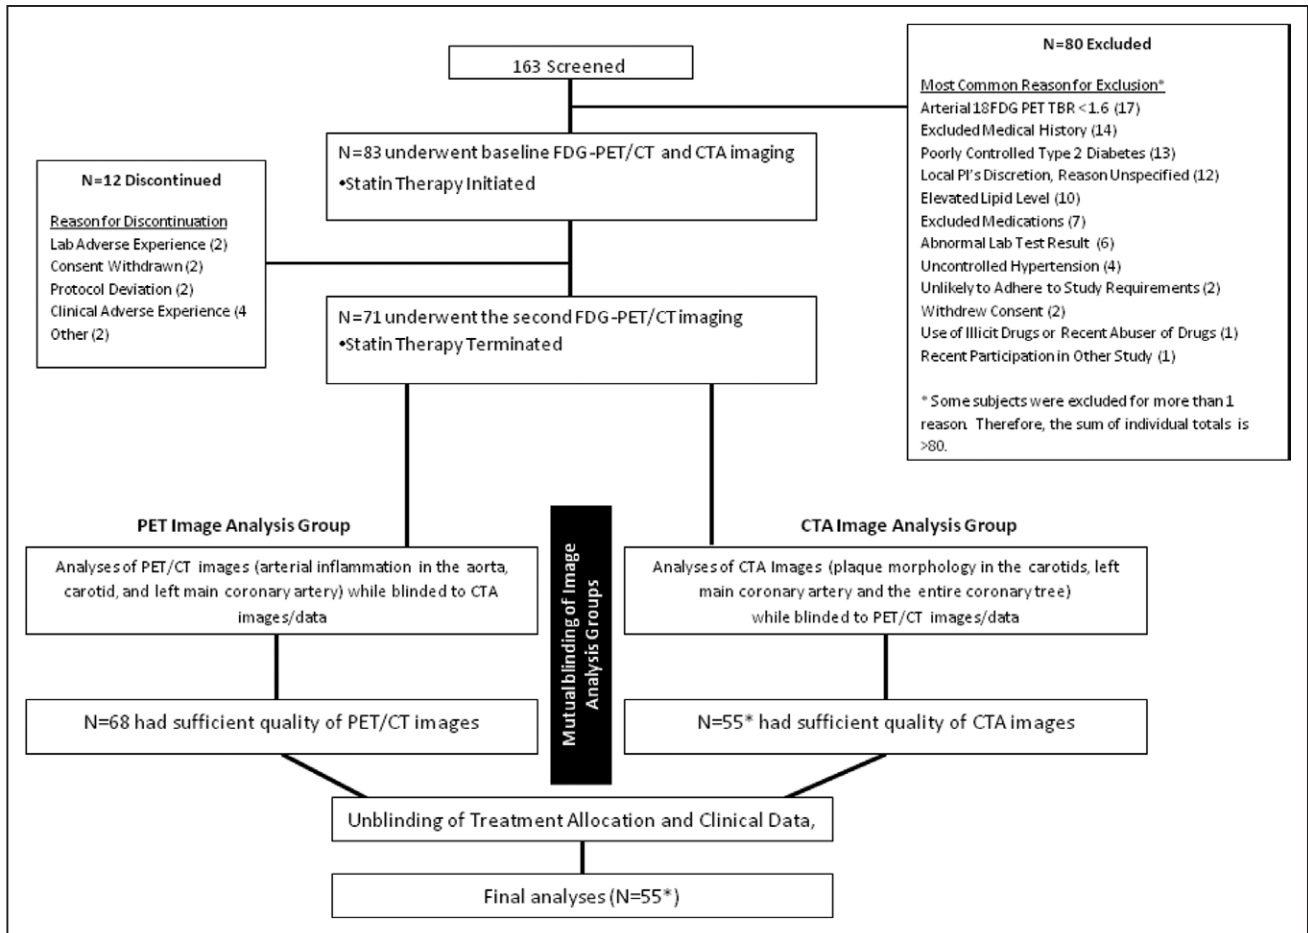 163 Screened
N=80 Excluded
Most Common Reason for Exclusion*
Arterial 18FDG PET TBR <1.6 (17)
Excluded Medical History (14)
Poorly Controlled Type 2 Diabetes (13)
Local PI's Discretion, Reason Unspecified (12)
Elevated Lipid Level (10)
Excluded Medications (7)
Abnormal Lab Test Result (6)
Uncontrolled Hypertension (4)
Unlikely to Adhere to Study Requirements (2)
Withdrew Consent (2)
Use of Illicit Drugs or Recent Abuser of Drugs (1)
Recent Participation in Other Study (1)
* Some subjects were excluded for more than 1
reason. Therefore, the sum of individual totals is
>80.
N=83 underwent baseline FDG-PET/CT and CTA imaging
•Statin Therapy Initiated
N=12 Discontinued
Reason for Discontinuation
Lab Adverse Experience (2)
Consent Withdrawn (2)
Protocol Deviation (2)
Clinical Adverse Experience (4
Other (2)
N=71 underwent the second FDG-PET/CT imaging
•Statin Therapy Terminated
PET Image Analysis Group
Analyses of PET/CT images (arterial inflammation in the aorta,
carotid, and left main coronary artery) while blinded to CTA
images/data
N=68 had sufficient quality of PET/CT images
Mutual blinding of Image
Analysis Groups
CTA Image Analysis Group
Analyses of CTA Images (plaque morphology in the carotids, left
main coronary artery and the entire coronary tree)
while blinded to PET/CT images/data
N=55* had sufficient quality of CTA images
Unblinding of Treatment Allocation and Clinical Data,
Final analyses (N=55*)